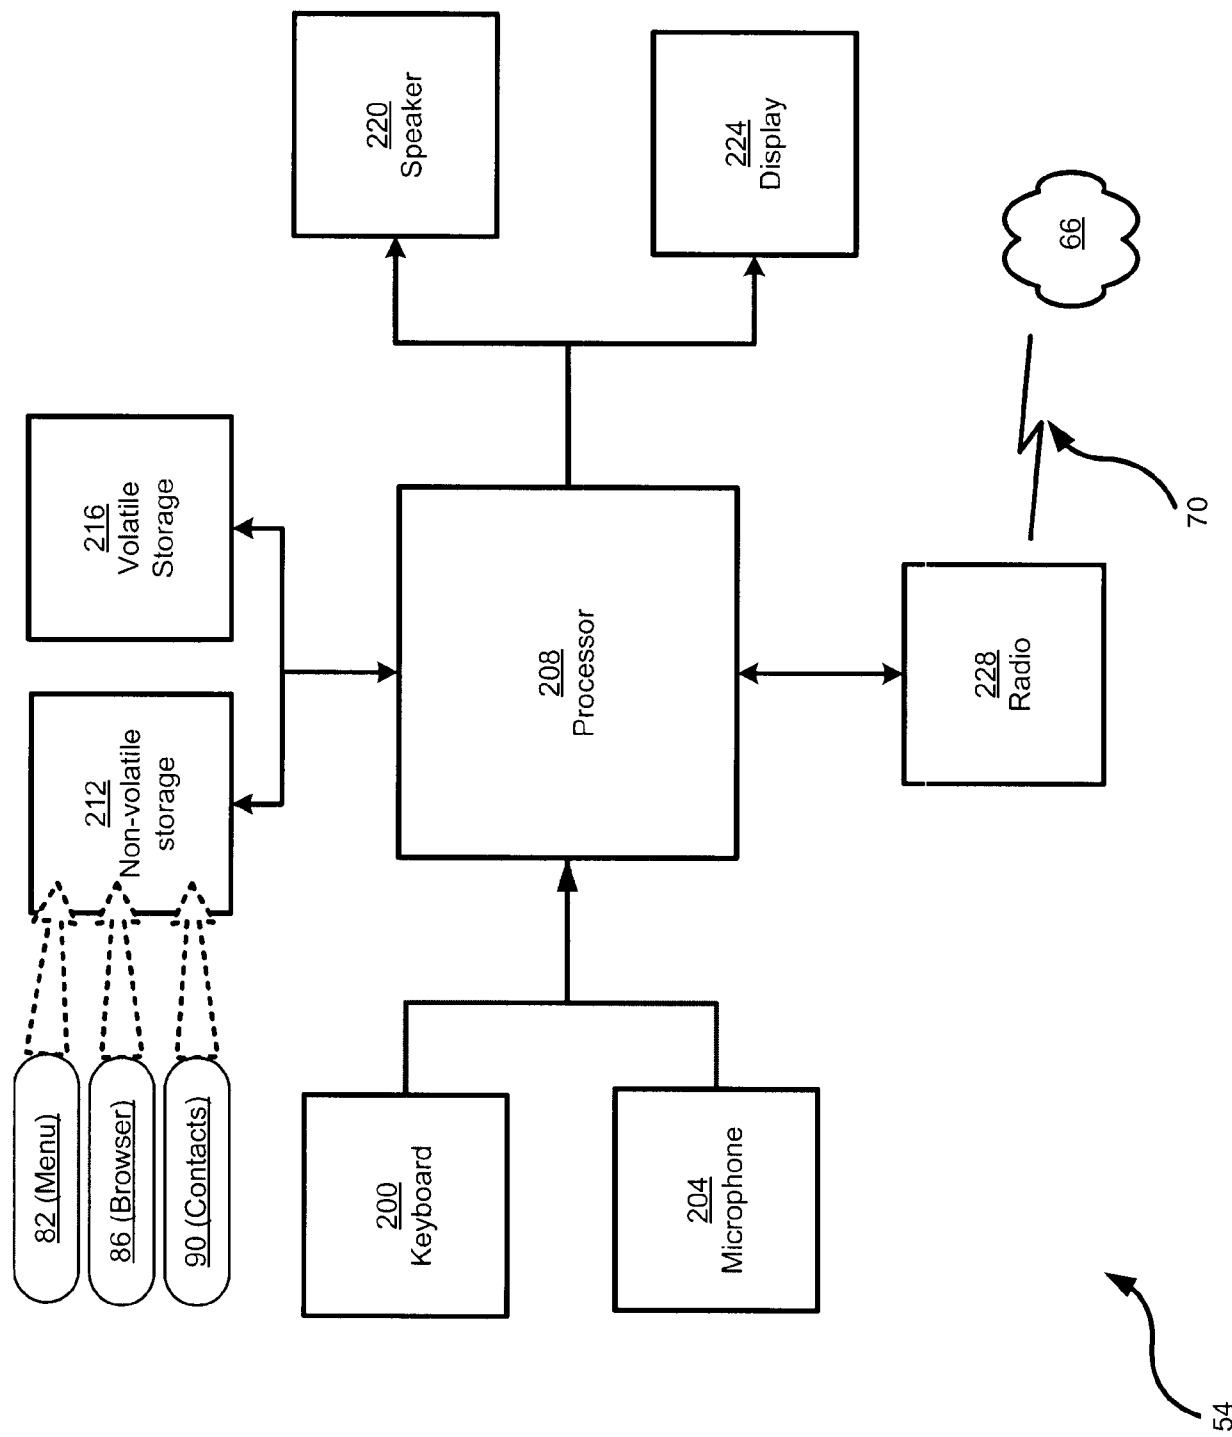 82 (Menu)
86 (Browser)
90 (Contacts)
212
Non-volatile
storage
216
Volatile
Storage
200
Keyboard
204
Microphone
208
Processor
220
Speaker
224
Display
228
Radio
66
70
54